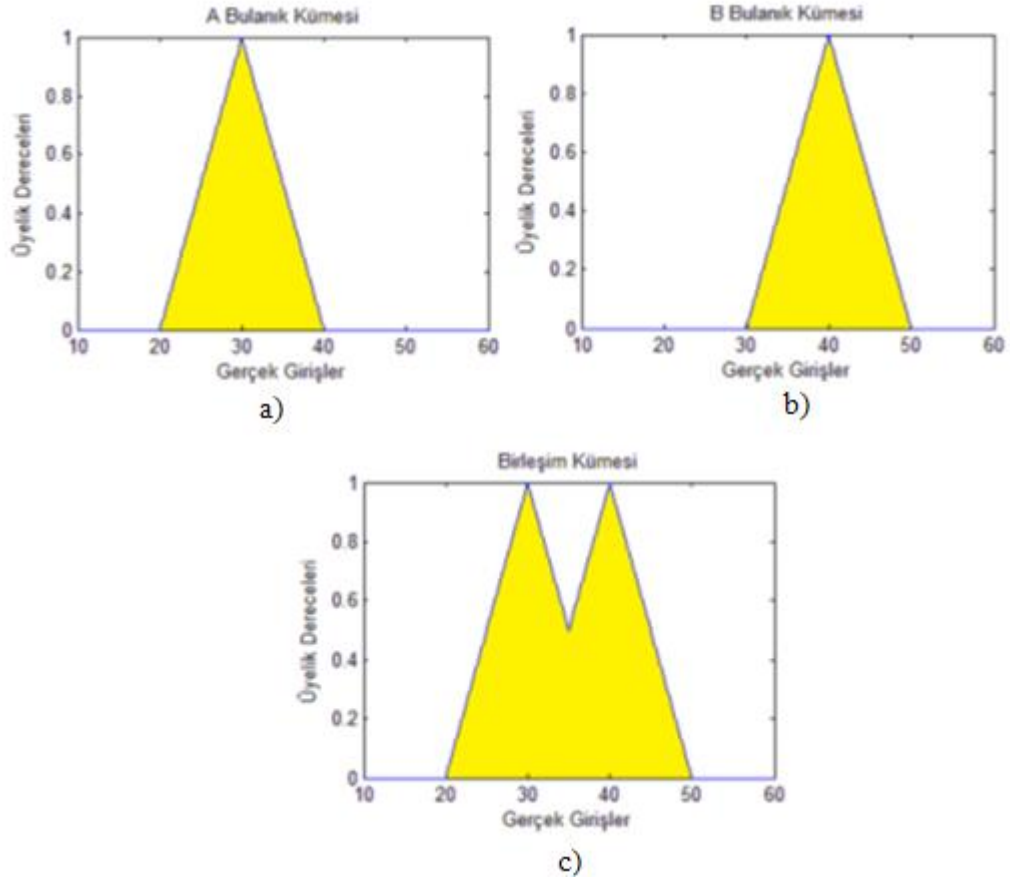 A Bulanık Kümesi
1
0.8
0.6
0.4
0.2
0
Üyelik Dereceleri
10 20 30 40 50 60
Gerçek Girişler
a)
B Bulanık Kümesi
1
0.8
0.6
0.4
0.2
0
Üyelik Dereceleri
10 20 30 40 50 60
Gerçek Girişler
b)
Birleşim Kümesi
1
0.8
0.6
0.4
0.2
0
Üyelik Dereceleri
10 20 30 40 50 60
Gerçek Girişler
c)